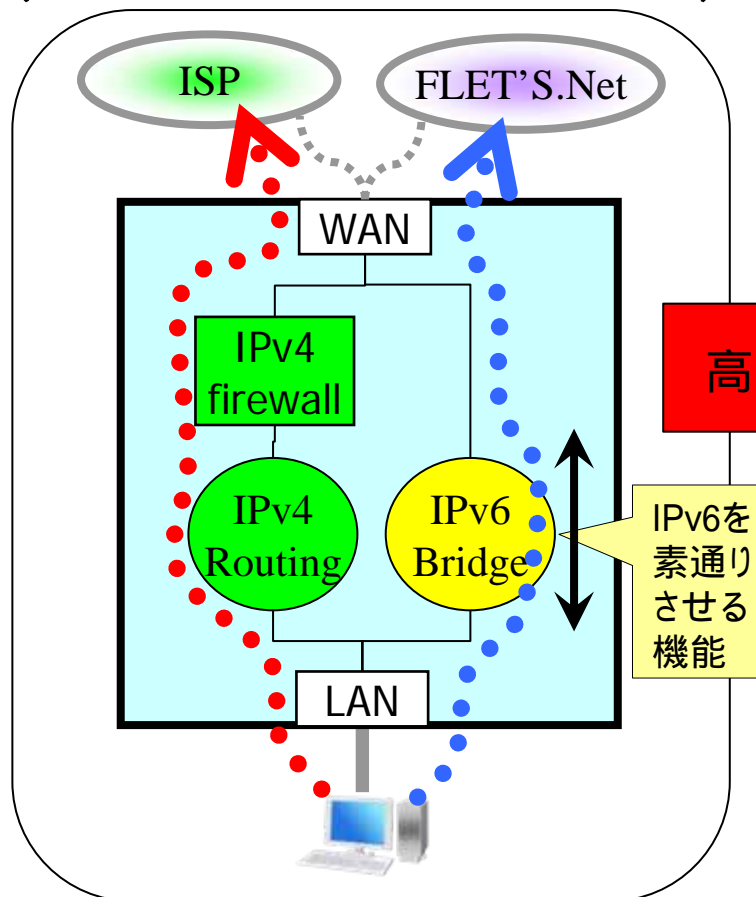 ISP
FLET’S.Net
WAN
IPv4
firewall
高
IPv4
Routing
IPv6
Bridge
IPv6を
素通り
させる
機能
LAN